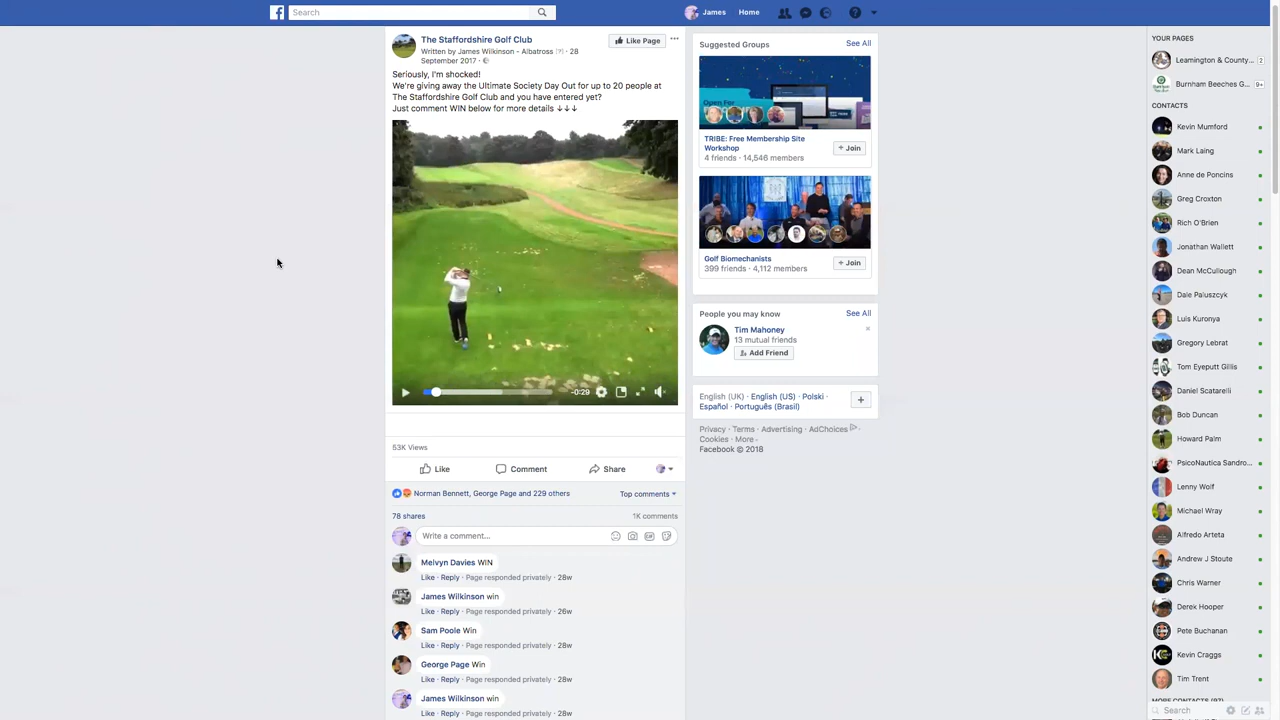 Search
James
Home
The Staffordshire Golf Club
Like Page
Written by James Wilkinson - Albatross [?] · 28
September 2017 ·
Seriously, I'm shocked!
We're giving away the Ultimate Society Day Out for up to 20 people at
The Staffordshire Golf Club and you have entered yet?
Just comment WIN below for more details ↓↓↓
-0:29
53K Views
Like
Comment
Share
Norman Bennett, George Page and 229 others
Top comments
78 shares
1K comments
Write a comment...
Melvyn Davies WIN
Like · Reply · Page responded privately · 28w
James Wilkinson win
Like · Reply · Page responded privately · 26w
Sam Poole Win
Like · Reply · Page responded privately · 28w
George Page Win
Like · Reply · Page responded privately · 28w
James Wilkinson win
Like · Reply · Page responded privately · 28w
Suggested Groups
See All
Open For
TRIBE: Free Membership Site
Workshop
4 friends · 14,546 members
+ Join
Golf Biomechanists
399 friends · 4,112 members
+ Join
People you may know
See All
Tim Mahoney
13 mutual friends
Add Friend
English (UK) · English (US) · Polski ·
Español · Português (Brasil)
Privacy · Terms · Advertising · AdChoices ·
Cookies · More
Facebook © 2018
YOUR PAGES
Leamington & County... 2
Burnham Beeches G... 9+
CONTACTS
Kevin Mumford
Mark Laing
Anne de Poncins
Greg Croxton
Rich O'Brien
Jonathan Wallett
Dean McCullough
Dale Paluszcyk
Luis Kuronya
Gregory Lebrat
Tom Eyeputt Gillis
Daniel Scatarelli
Bob Duncan
Howard Palm
PsicoNautica Sandro...
Lenny Wolf
Michael Wray
Alfredo Arteta
Andrew J Stoute
Chris Warner
Derek Hooper
Pete Buchanan
Kevin Craggs
Tim Trent
Search